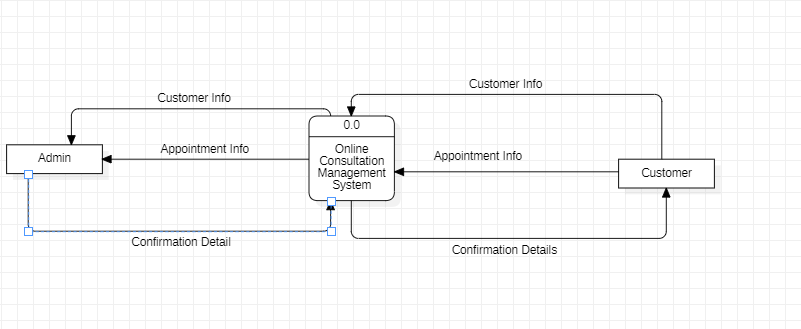 Customer Info
Customer Info
0.0
Admin
Appointment Info
Online
Consultation
Management
System
Appointment Info
Customer
Confirmation Detail
Confirmation Details